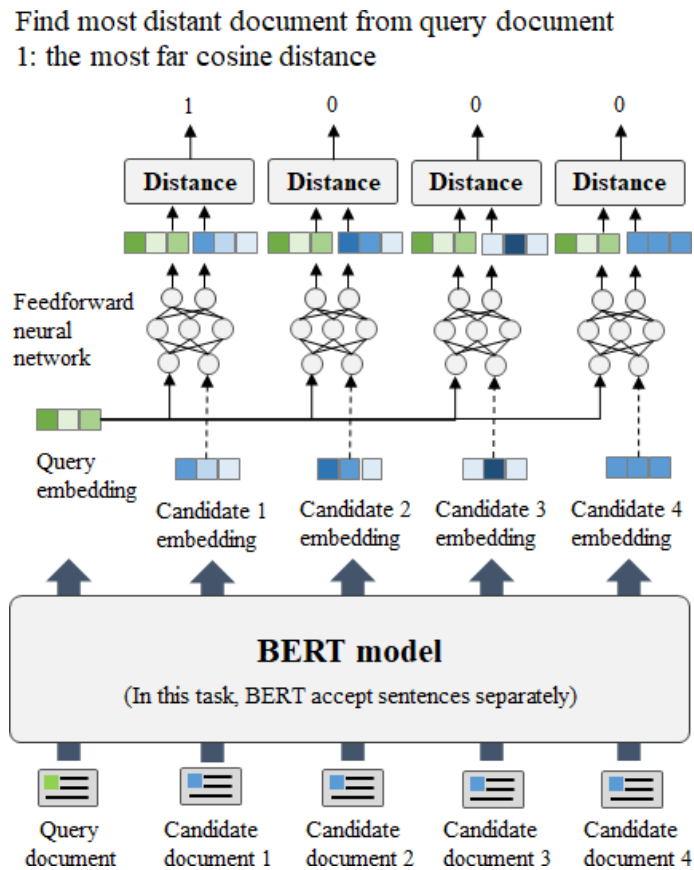 Find most distant document from query document
1: the most far cosine distance
1 0 0 0
Distance Distance Distance Distance
Feedforward
neural
network
Query
embedding
Candidate 1
embedding
Candidate 2
embedding
Candidate 3
embedding
Candidate 4
embedding
BERT model
(In this task, BERT accept sentences separately)
Query
document
Candidate
document 1
Candidate
document 2
Candidate
document 3
Candidate
document 4